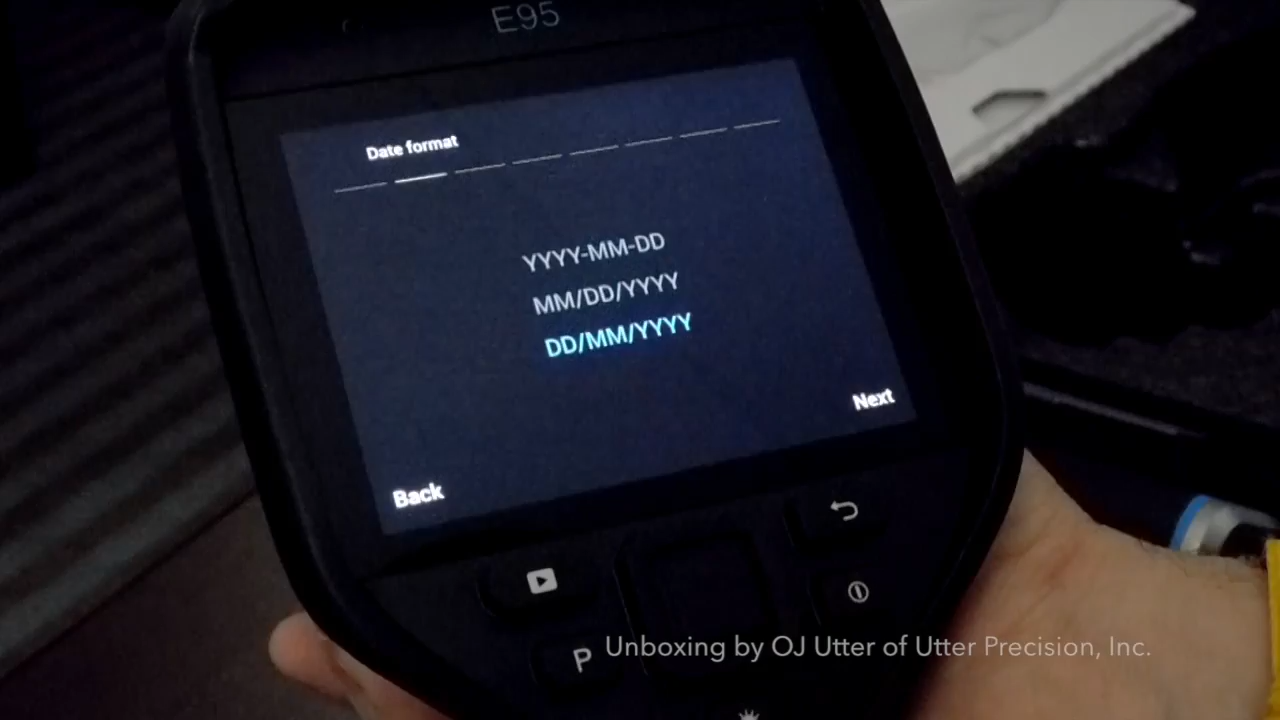 E95
Date format
YYYY-MM-DD
MM/DD/YYYY
DD/MM/YYYY
Next
Back
P
Unboxing by OJ Utter of Utter Precision, Inc.